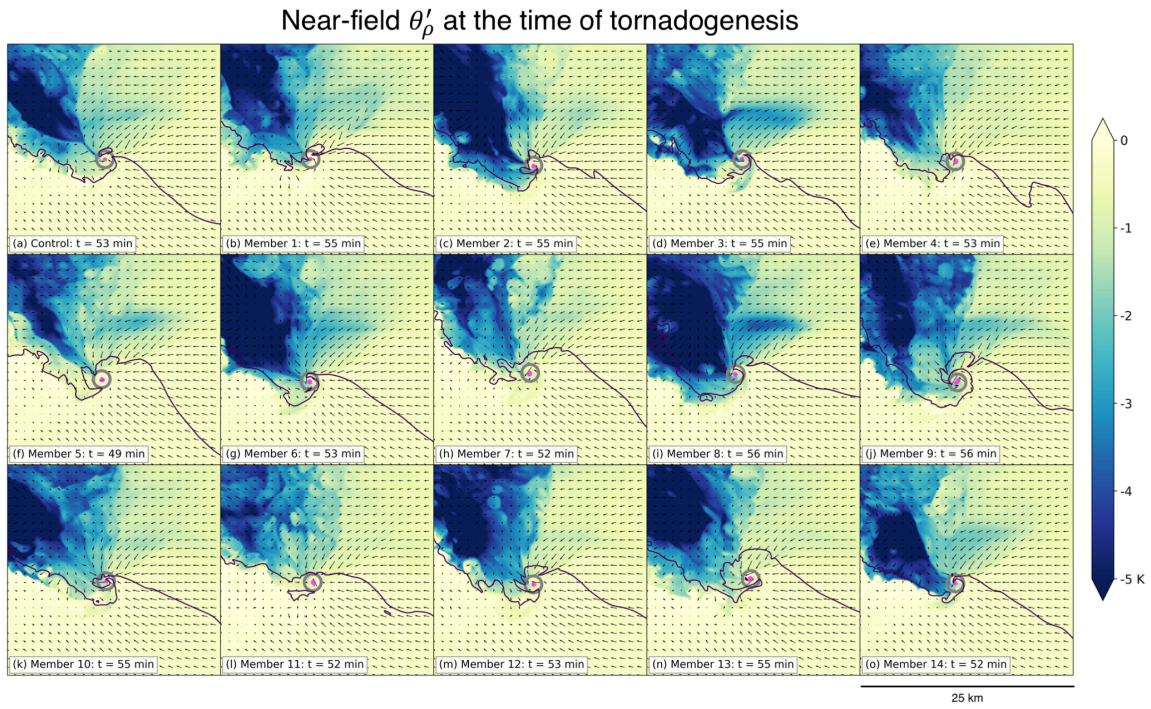 Near-field θ′ρ at the time of tornadogenesis
(a) Control: t = 53 min
(b) Member 1: t = 55 min
(c) Member 2: t = 55 min
(d) Member 3: t = 55 min
(e) Member 4: t = 53 min
(f) Member 5: t = 49 min
(g) Member 6: t = 53 min
(h) Member 7: t = 52 min
(i) Member 8: t = 56 min
(j) Member 9: t = 56 min
(k) Member 10: t = 55 min
(l) Member 11: t = 52 min
(m) Member 12: t = 53 min
(n) Member 13: t = 55 min
(o) Member 14: t = 52 min
0
-1
-2
-3
-4
-5 K
25 km